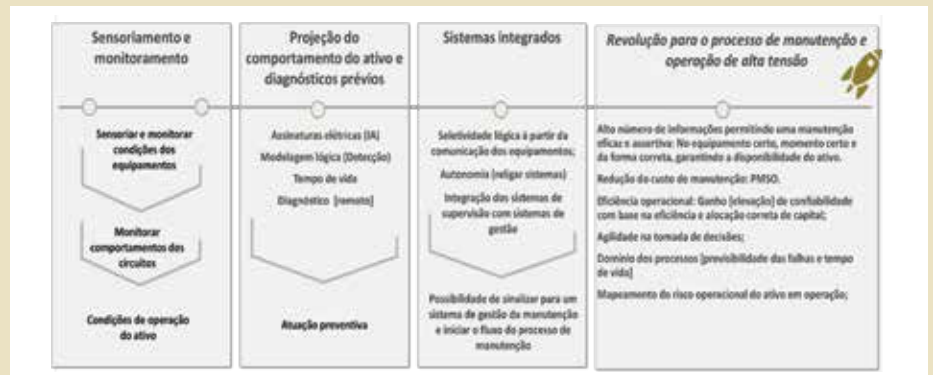 Sensoriamento e
monitoramento
Sensoriar e monitorar
condições dos
equipamentos
Monitorar
comportamentos dos
circuitos
Condições de operação
do ativo
Projeção do
comportamento do ativo e
diagnósticos prévios
Assinaturas elétricas (IA)
Modelagem lógica (Detecção)
Tempo de vida
Diagnóstico (remoto)
Atuação preventiva
Sistemas integrados
Seletividade lógica à partir da
comunicação dos equipamentos;
Autonomia (religar sistemas)
Integração dos sistemas de
supervisão com sistemas de
gestão
Possibilidade de sinalizar para um
sistema de gestão da manutenção
e iniciar o fluxo do processo de
manutenção
Revolução para o processo de manutenção e
operação de alta tensão
Alto número de informações permitindo uma manutenção
eficaz e assertiva: No equipamento certo, momento certo e
da forma correta, garantindo a disponibilidade do ativo.
Redução do custo de manutenção: PMSO.
Eficiência operacional: Ganho [elevação] de confiabilidade
com base na eficiência e alocação correta de capital;
Agilidade na tomada de decisões;
Domínio dos processos [previsibilidade das falhas e tempo
de vida]
Mapeamento do risco operacional do ativo em operação;